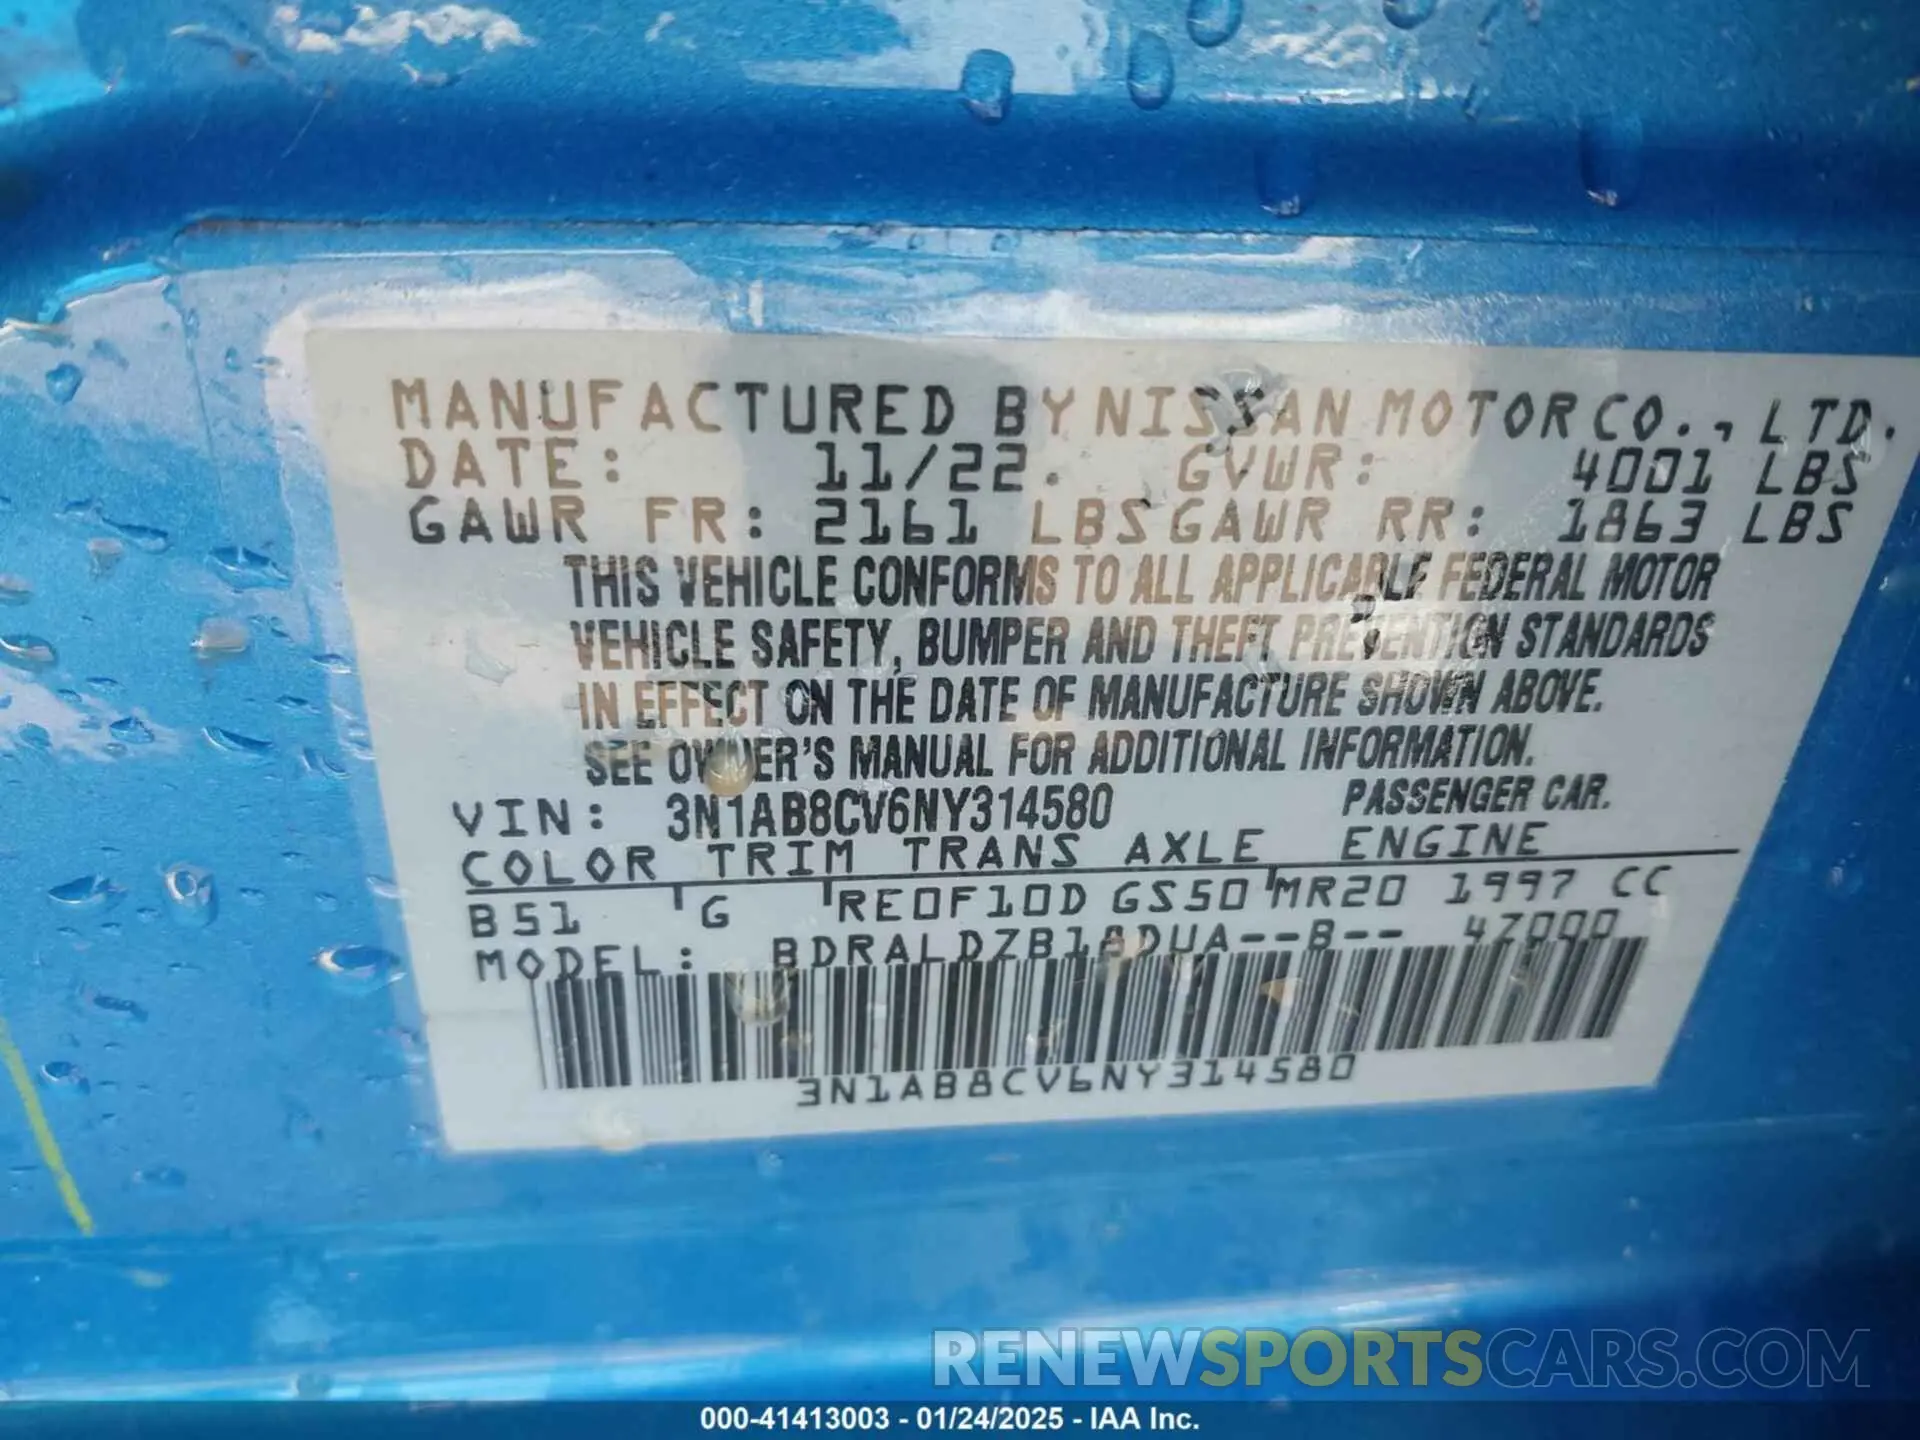 MANUFACTURED BY NISSAN MOTOR CO., LTD.
DATE: 11/22. GVWR: 4001 LBS
GAWR FR: 2161 LBS GAWR RR: 1863 LBS
THIS VEHICLE CONFORMS TO ALL APPLICABLE FEDERAL MOTOR
VEHICLE SAFETY, BUMPER AND THEFT PREVENTION STANDARDS
IN EFFECT ON THE DATE OF MANUFACTURE SHOWN ABOVE.
SEE OWNER'S MANUAL FOR ADDITIONAL INFORMATION.
VIN: 3N1AB8CV6NY314580 PASSENGER CAR.
COLOR TRIM TRANS AXLE ENGINE
B51 G RE0F10D GS50 MR20 1997 CC
MODEL: BDRALDZB18DUA--B-- 47000
3N1AB8CV6NY314580
RENEWSPORTSCARS.COM
000-41413003 - 01/24/2025 - IAA Inc.